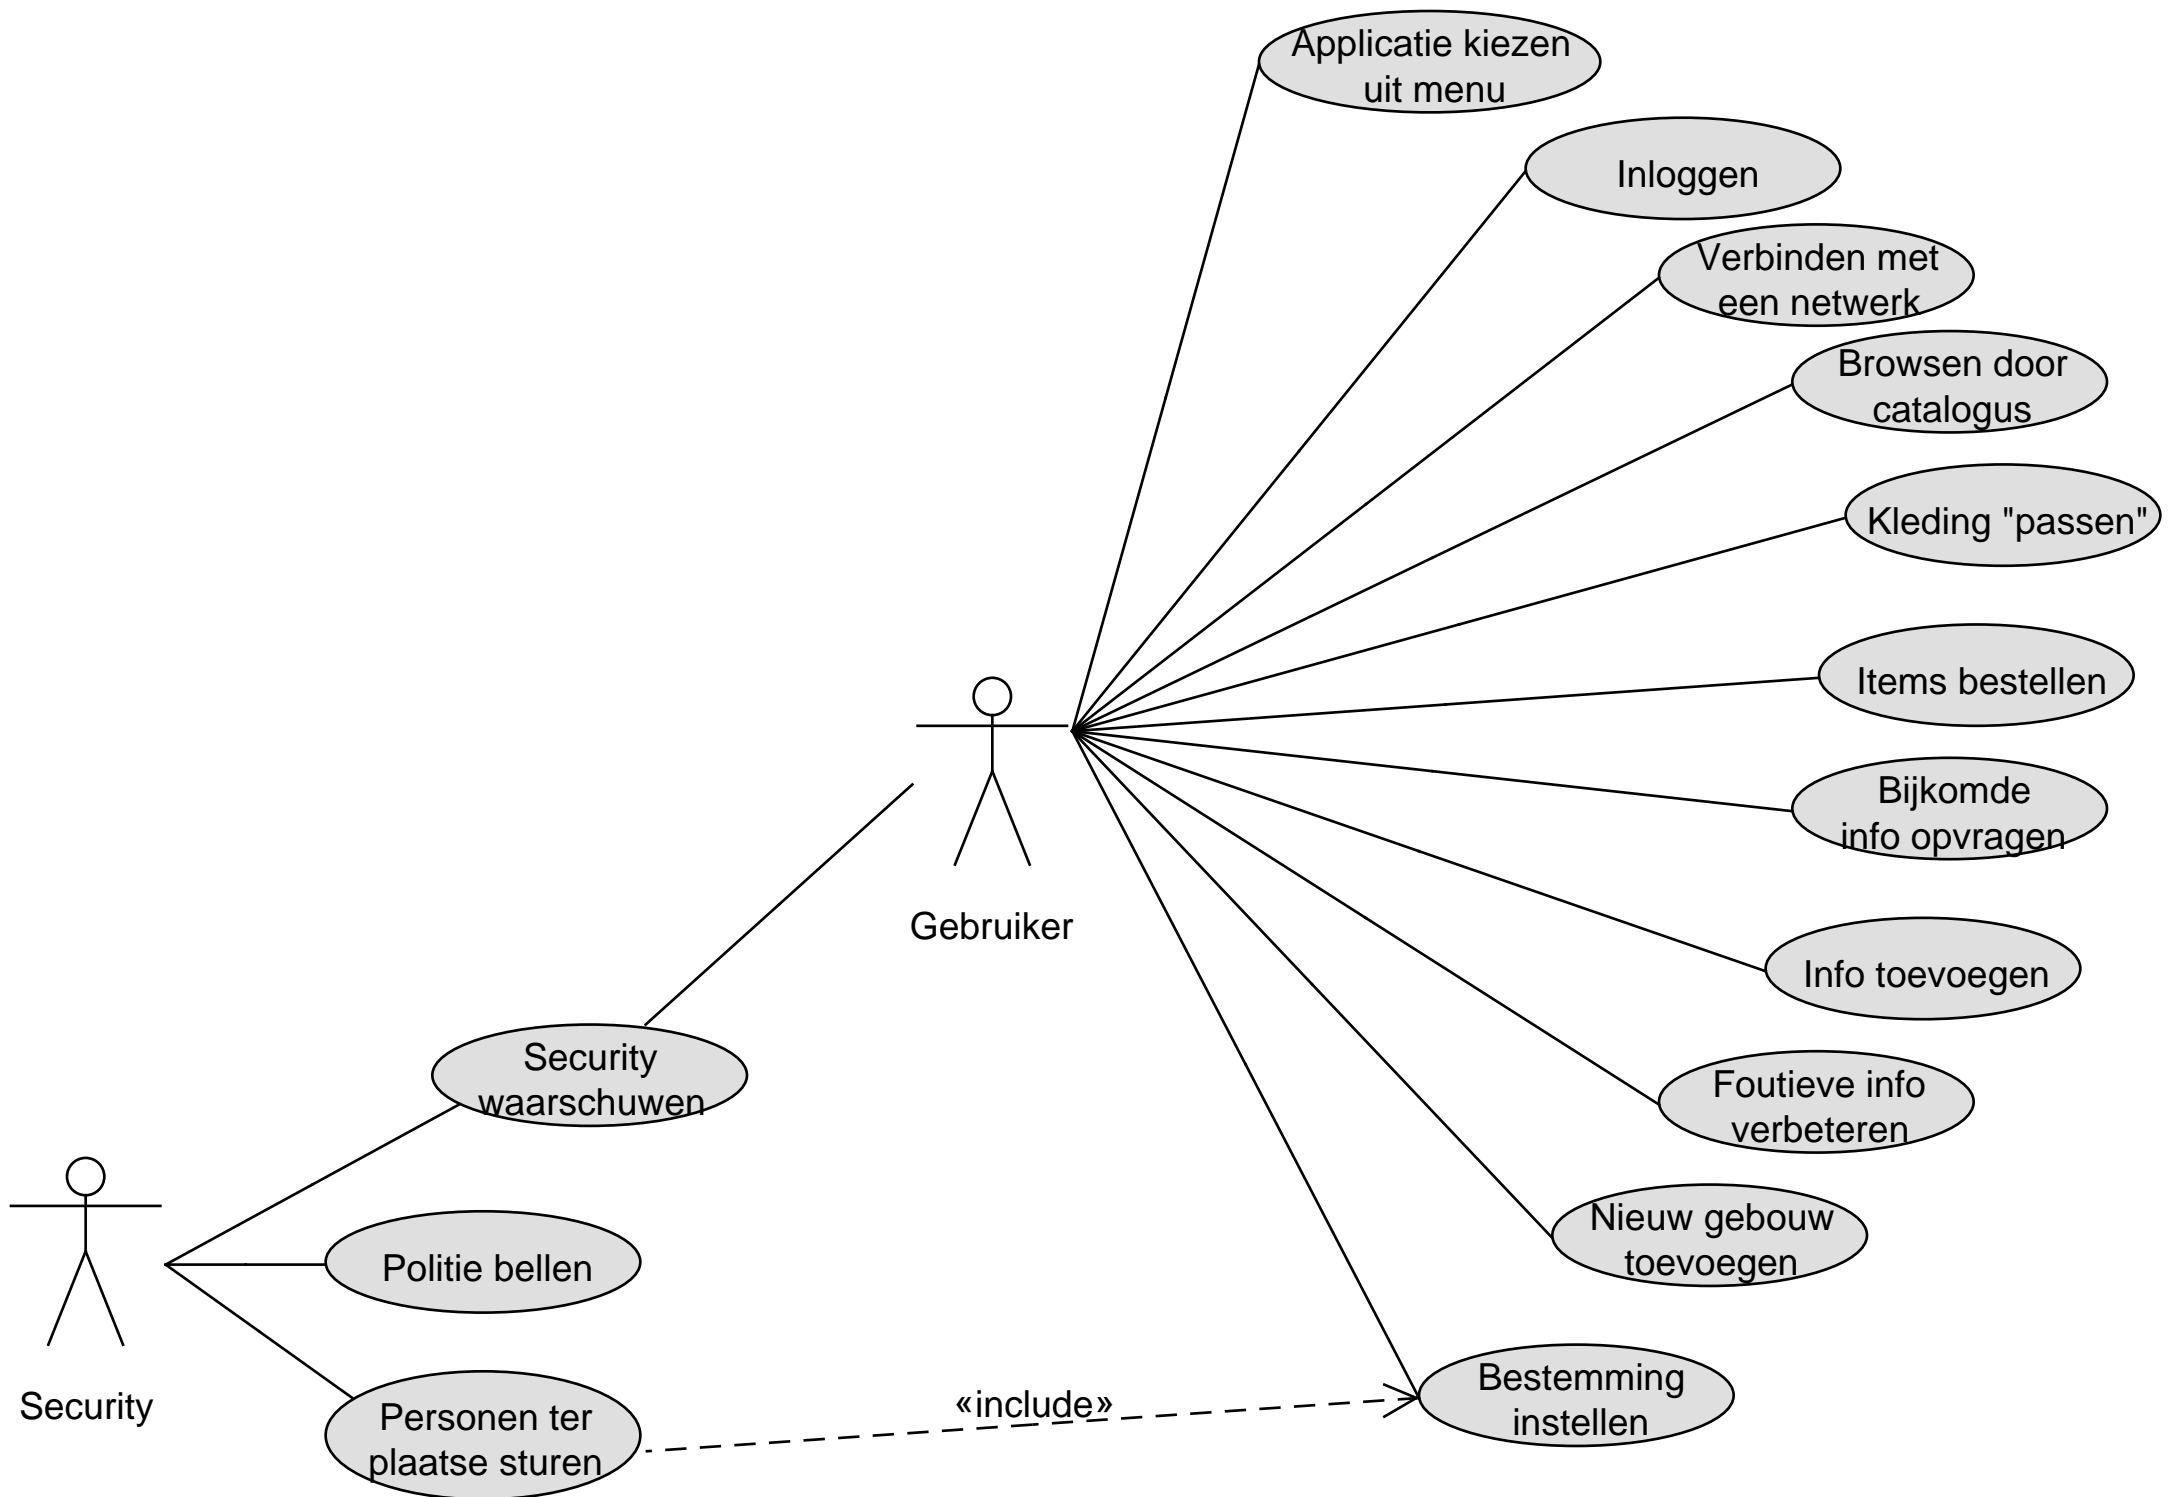 Applicatie kiezen
uit menu
Inloggen
Verbinden met
een netwerk
Browsen door
catalogus
Kleding "passen"
Items bestellen
Bijkomde
info opvragen
Gebruiker
Info toevoegen
Security
waarschuwen
Foutieve info
verbeteren
Nieuw gebouw
toevoegen
Politie bellen
Security
«include»
Bestemming
instellen
Personen ter
plaatse sturen